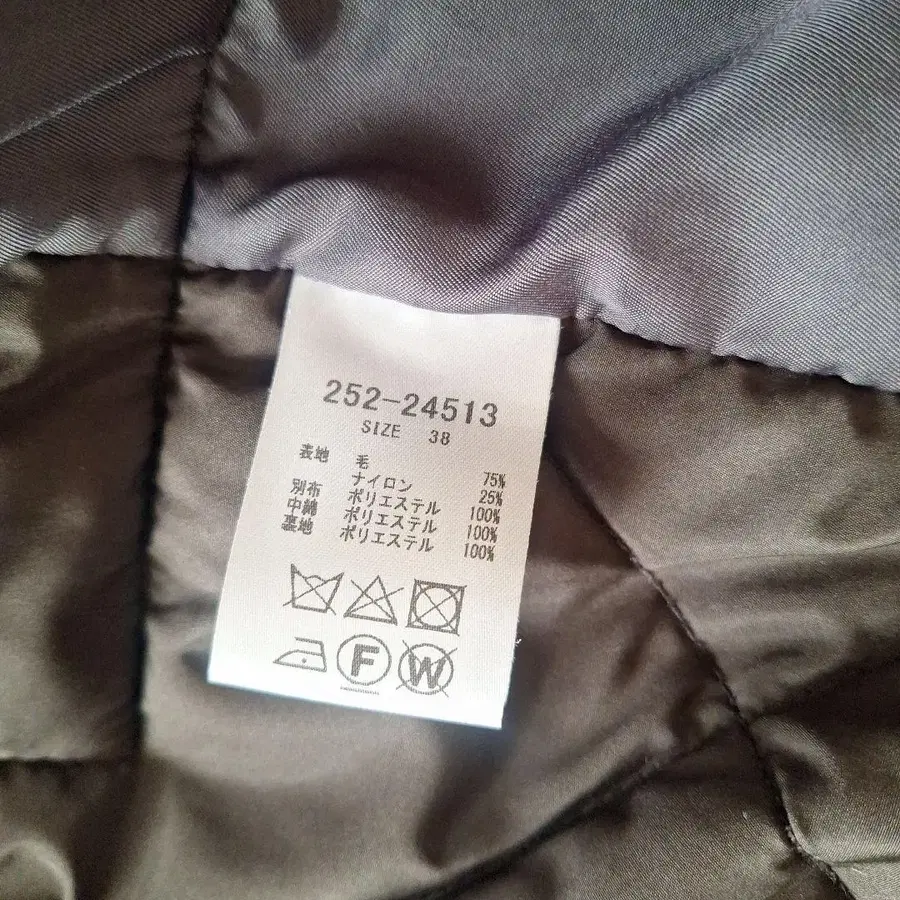 252-24513
SIZE 38
表地 毛 75%
ナイロン 25%
別布 ポリエステル 100%
中綿 ポリエステル 100%
裏地 ポリエステル 100%
F W